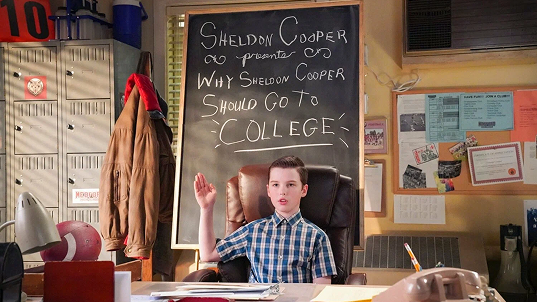 10
SHELDON COOPER
presents
WHY SHELDON COOPER
SHOULD GO TO
COLLEGE